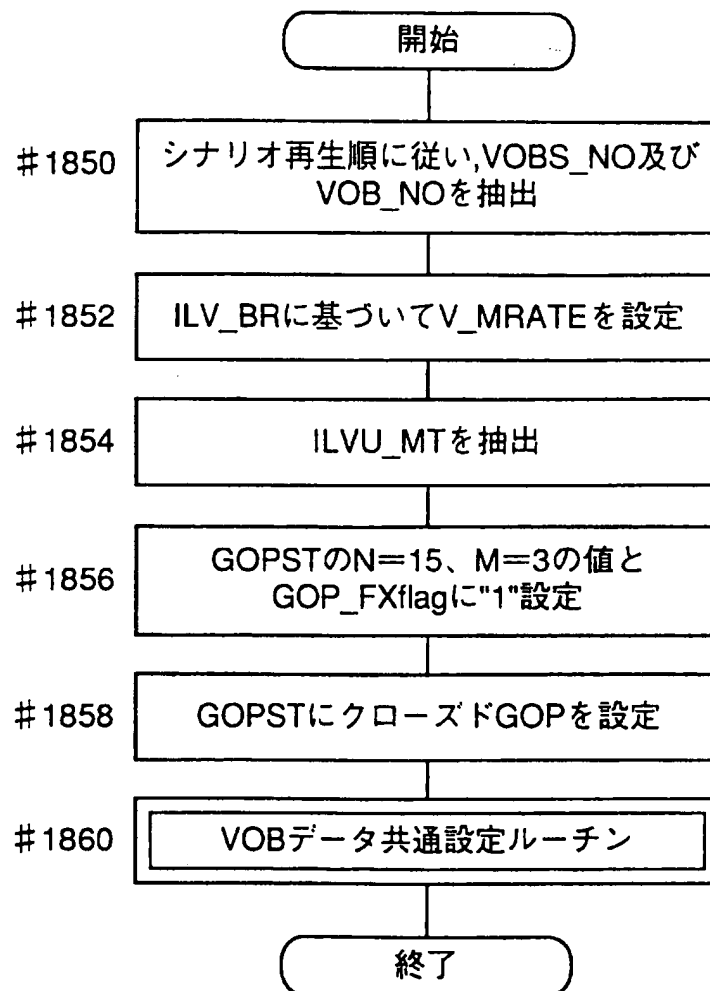 開始
#1850
シナリオ再生順に従い,VOBS_NO及び
VOB_NOを抽出
#1852
ILV_BRに基づいてV_MRATEを設定
#1854
ILVU_MTを抽出
#1856
GOPSTのN=15、M=3の値と
GOP_FXflagに"1"設定
#1858
GOPSTにクローズドGOPを設定
#1860
VOBデータ共通設定ルーチン
終了